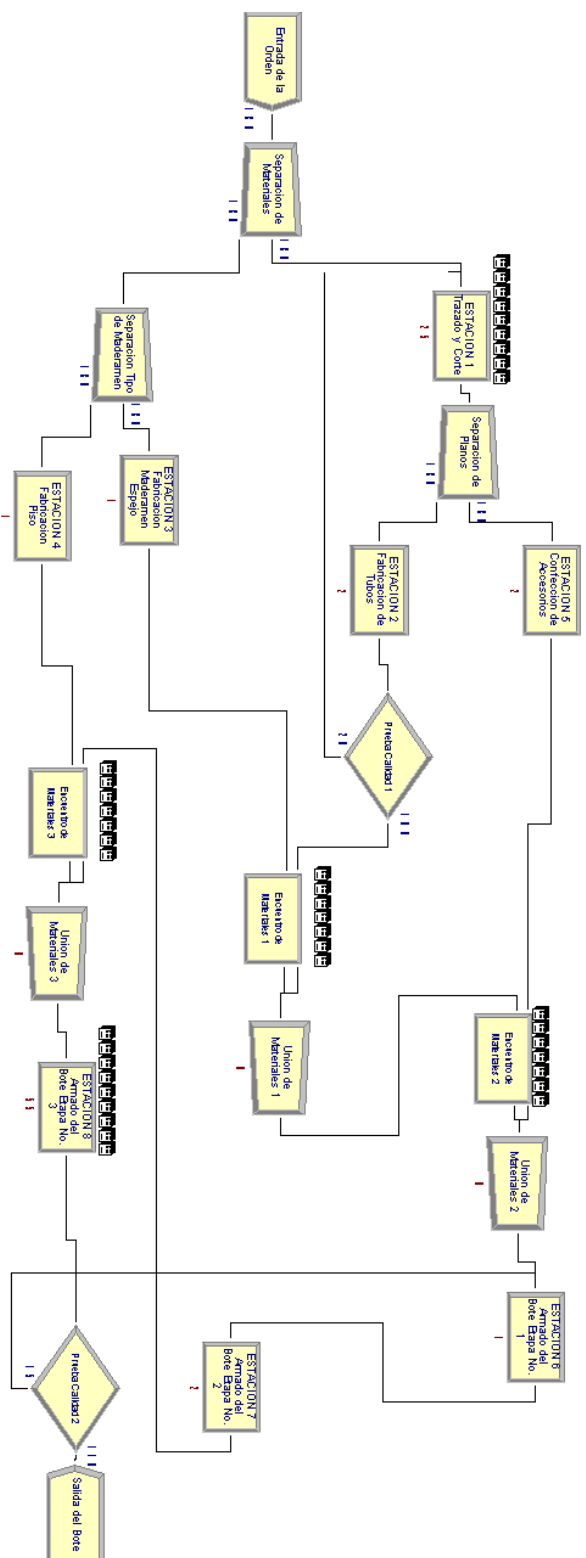 Entrada de la
Orden
Separacion de
Materiales
ESTACION 1
Trazado y Corte
Separacion Tipo
de Maderamen
Separacion de
Planos
ESTACION 5
Confeccion de
Accesorios
ESTACION 2
Fabricacion de
Tubos
ESTACION 3
Fabricacion
Maderamen
Espejo
ESTACION 4
Fabricacion
Piso
Prueba Calidad 1
Encuentro de
Materiales 3
Encuentro de
Materiales 1
Union de
Materiales 3
Encuentro de
Materiales 2
Union de
Materiales 1
ESTACION 8
Armado del
Bote Etapa No.
3
Union de
Materiales 2
ESTACION 6
Armado del
Bote Etapa No.
1
ESTACION 7
Armado del
Bote Etapa No.
2
Prueba Calidad 2
Salida del Bote